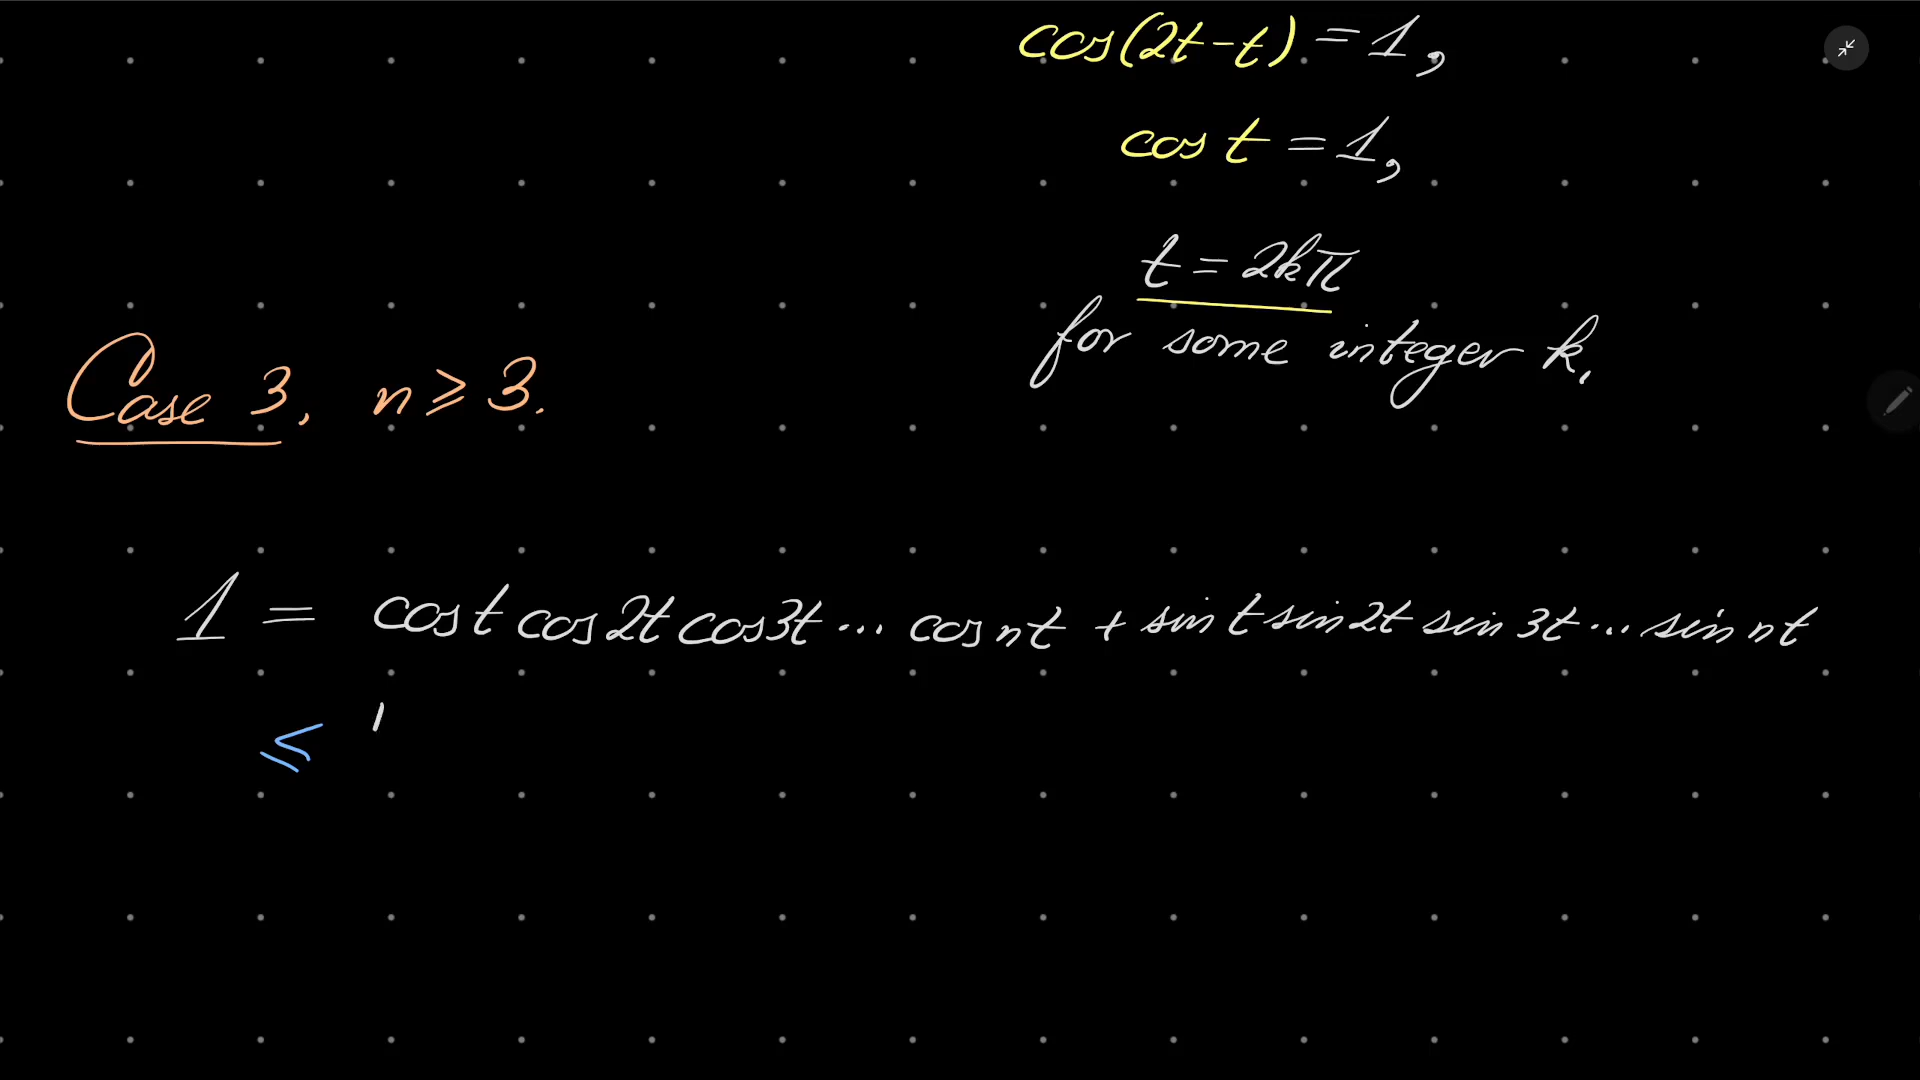 cos(2t-t) = 1,
cos t = 1,
t = 2kπ
for some integer k.
Case 3. n ⩾ 3.
1 = cos t cos 2t cos 3t ... cos nt + sin t sin 2t sin 3t ... sin nt
⩽ |